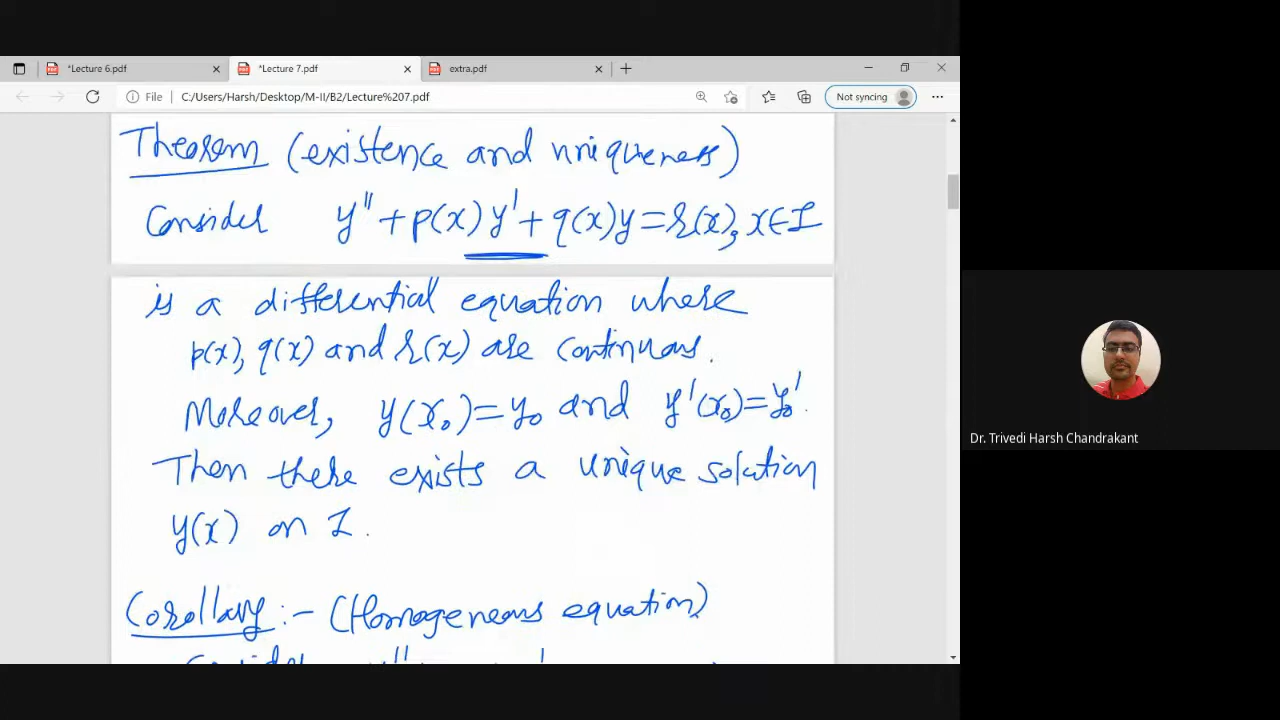 *Lecture 6.pdf
*Lecture 7.pdf
extra.pdf
File
C:/Users/Harsh/Desktop/M-II/B2/Lecture%207.pdf
Not syncing
Theorem (existence and uniqueness)
Consider y'' + p(x) y' + q(x) y = r(x), x ∈ I
is a differential equation where
p(x), q(x) and r(x) are continuous.
Moreover, y(x₀) = y₀ and y'(x₀) = y₀'.
Then there exists a unique solution
y(x) on I.
Corollary :- (Homogeneous equation)
Dr. Trivedi Harsh Chandrakant